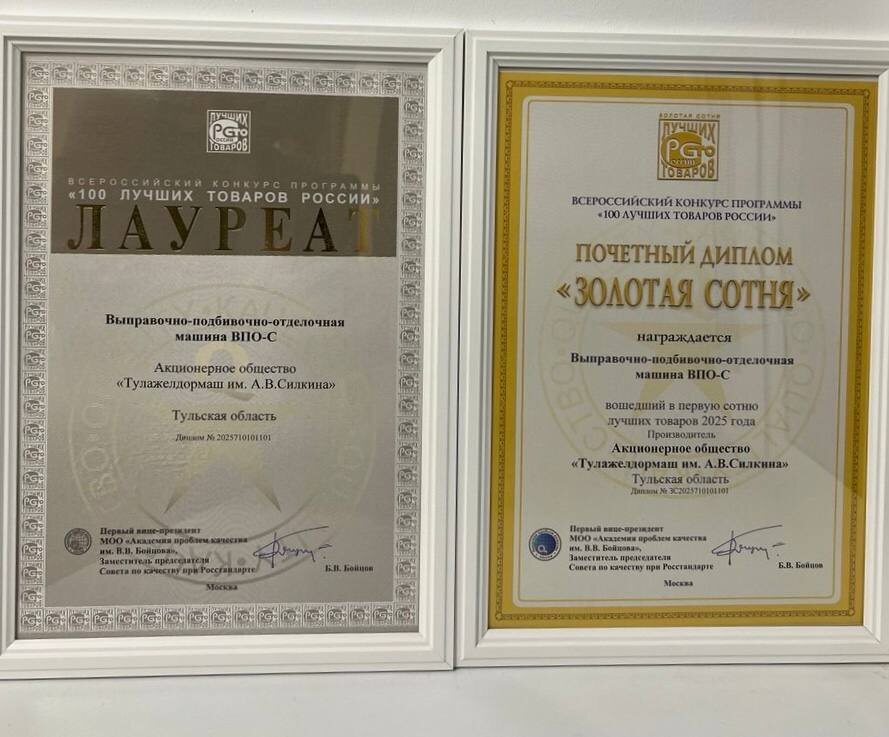 ЛУЧШИХ
ТОВАРОВ
ВСЕРОССИЙСКИЙ КОНКУРС ПРОГРАММЫ
«100 ЛУЧШИХ ТОВАРОВ РОССИИ»
ЛАУРЕАТ
Выправочно-подбивочно-отделочная
машина ВПО-С
Акционерное общество
«Тулажелдормаш им. А.В.Силкина»
Тульская область
Диплом № 2025710101101
Первый вице-президент
МОО «Академия проблем качества
им. В.В. Бойцова»,
Заместитель председателя
Совета по качеству при Росстандарте
Б.В. Бойцов
Москва
ЗОЛОТАЯ СОТНЯ
ЛУЧШИХ
ТОВАРОВ
ВСЕРОССИЙСКИЙ КОНКУРС ПРОГРАММЫ
«100 ЛУЧШИХ ТОВАРОВ РОССИИ»
ПОЧЕТНЫЙ ДИПЛОМ
«ЗОЛОТАЯ СОТНЯ»
награждается
Выправочно-подбивочно-отделочная
машина ВПО-С
вошедший в первую сотню
лучших товаров 2025 года
Производитель
Акционерное общество
«Тулажелдормаш им. А.В.Силкина»
Тульская область
Диплом № ЗС2025710101101
Первый вице-президент
МОО «Академия проблем качества
им. В.В. Бойцова»,
Заместитель председателя
Совета по качеству при Росстандарте
Б.В. Бойцов
Москва